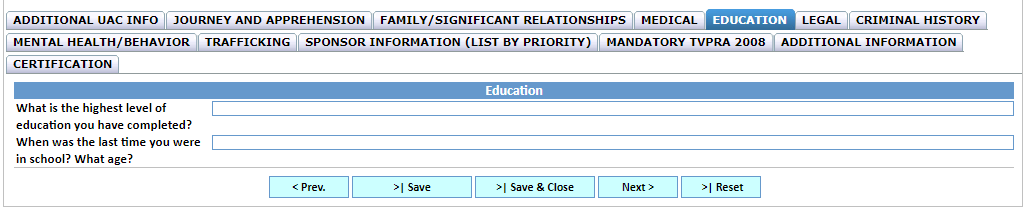 ADDITIONAL UAC INFO JOURNEY AND APPREHENSION FAMILY/SIGNIFICANT RELATIONSHIPS MEDICAL EDUCATION LEGAL CRIMINAL HISTORY
MENTAL HEALTH/BEHAVIOR TRAFFICKING SPONSOR INFORMATION (LIST BY PRIORITY) MANDATORY TVPRA 2008 ADDITIONAL INFORMATION
CERTIFICATION
Education
What is the highest level of
education you have completed?
When was the last time you were
in school? What age?
< Prev. >| Save >| Save & Close Next > >| Reset